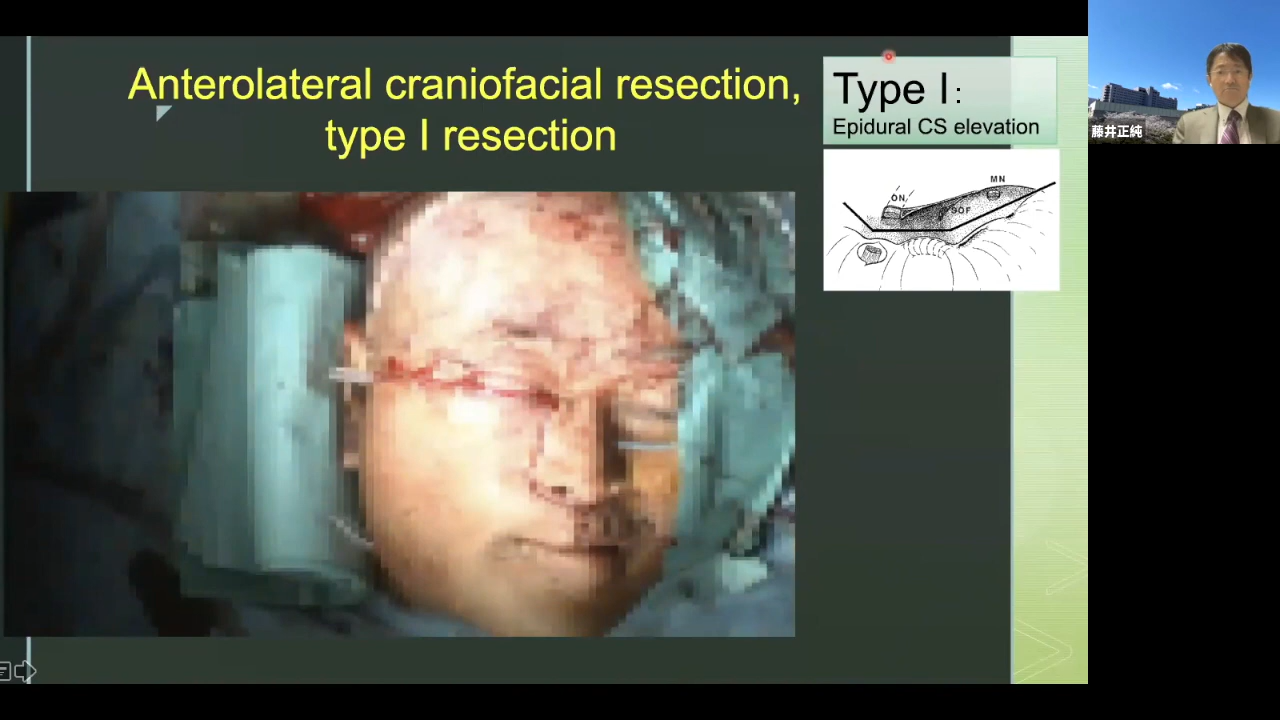 Anterolateral craniofacial resection,
type I resection
Type I:
Epidural CS elevation
MN
ON
SOF
藤井正純